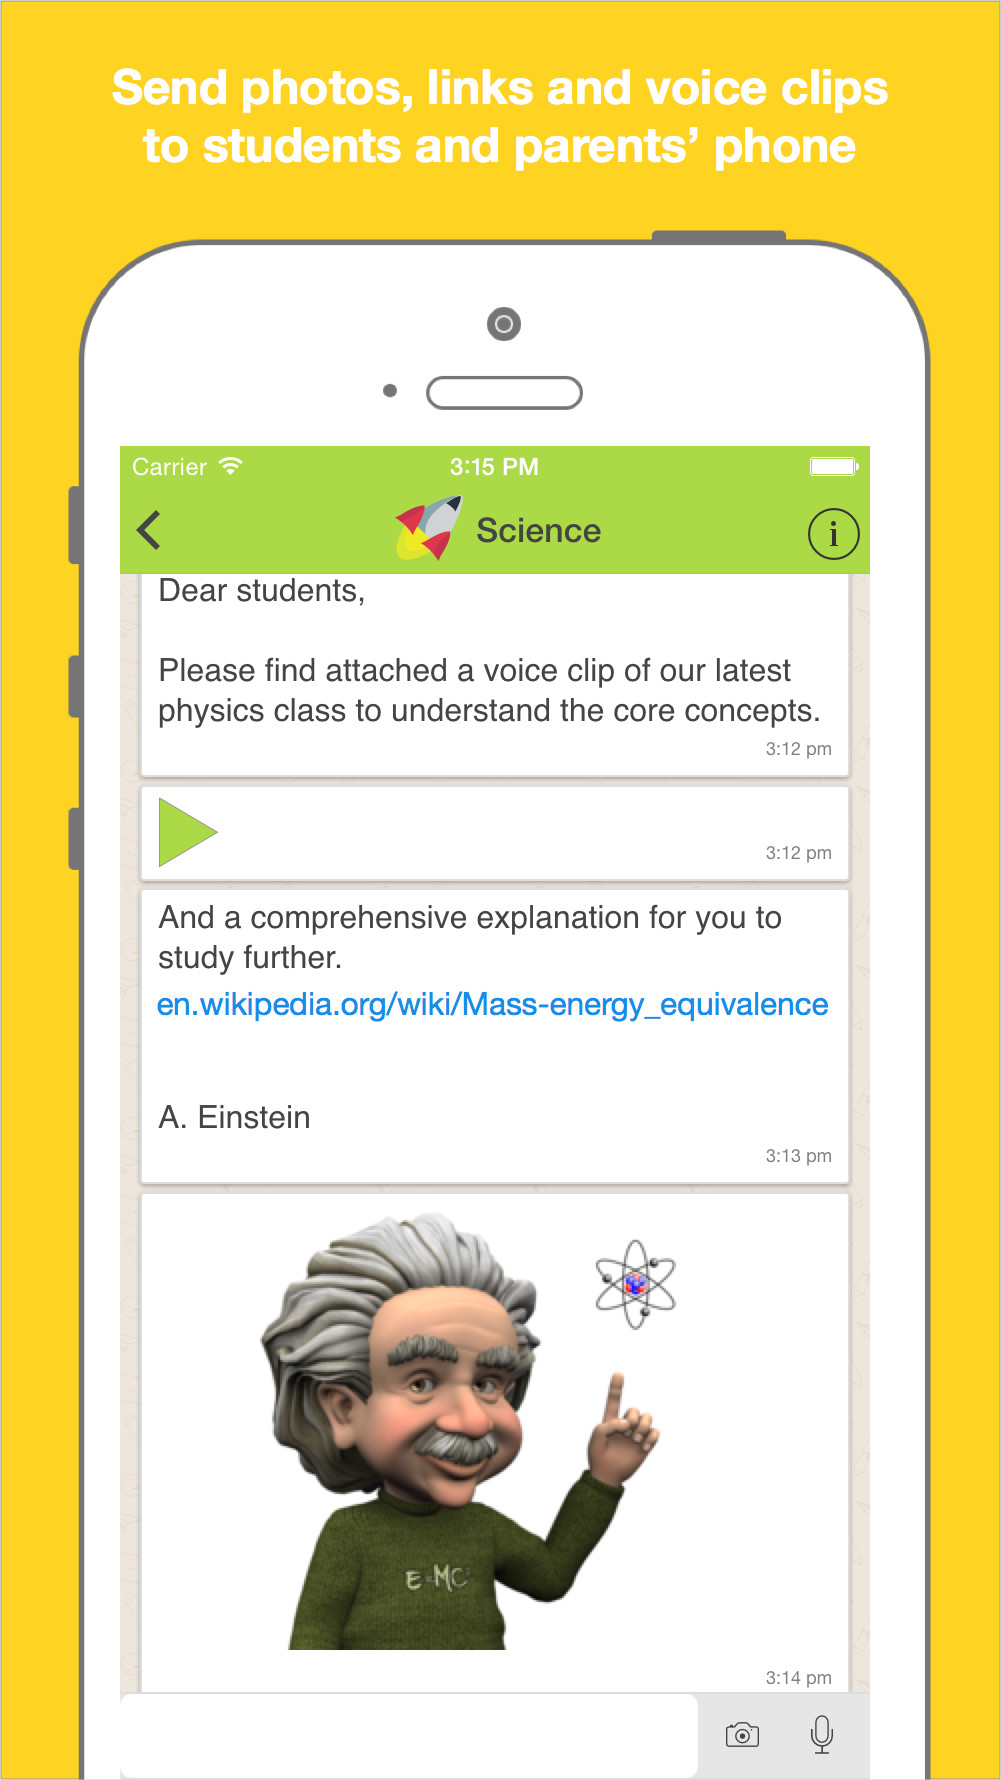 Send photos, links and voice clips
to students and parents’ phone
Carrier 3:15 PM
Science
i
Dear students,
Please find attached a voice clip of our latest
physics class to understand the core concepts.
3:12 pm
3:12 pm
And a comprehensive explanation for you to
study further.
en.wikipedia.org/wiki/Mass-energy_equivalence
A. Einstein
3:13 pm
E=MC²
3:14 pm